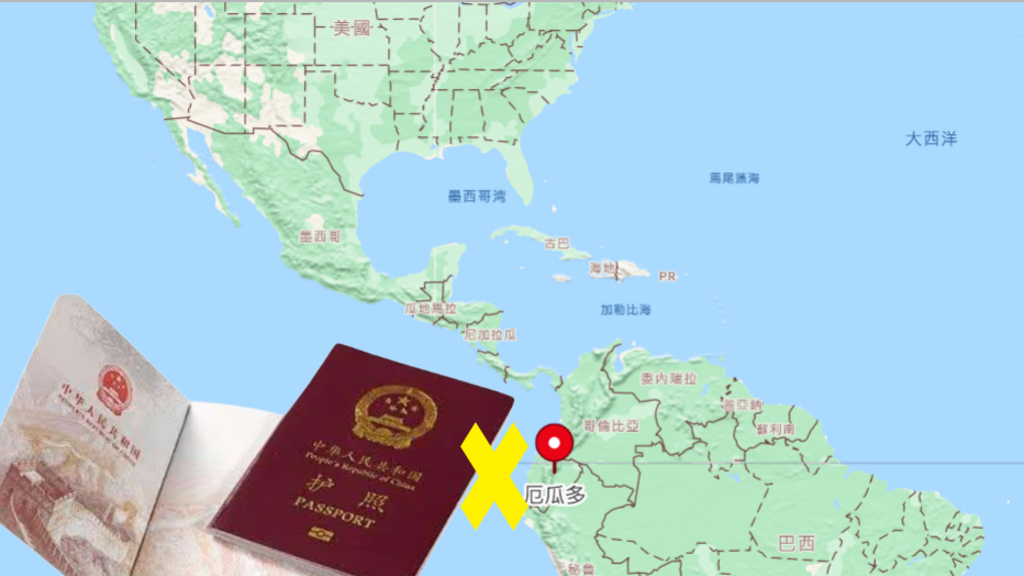 美國
大西洋
馬尾藻海
墨西哥湾
墨西哥
古巴
海地
PR
加勒比海
瓜地馬拉
尼加拉瓜
委內瑞拉
蓋亞納
蘇利南
哥倫比亞
厄瓜多
巴西
秘魯
中华人民共和国
中华人民共和国
People's Republic of China
护照
PASSPORT